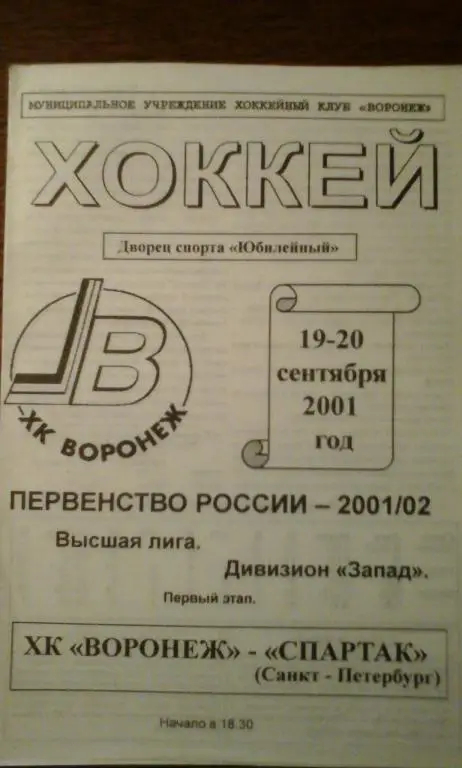 МУНИЦИПАЛЬНОЕ УЧРЕЖДЕНИЕ ХОККЕЙНЫЙ КЛУБ «ВОРОНЕЖ»
ХОККЕЙ
Дворец спорта «Юбилейный»
В
ХК ВОРОНЕЖ
19-20
сентября
2001
год
ПЕРВЕНСТВО РОССИИ – 2001/02
Высшая лига.
Дивизион «Запад».
Первый этап.
ХК «ВОРОНЕЖ» - «СПАРТАК»
(Санкт - Петербург)
Начало в 18.30